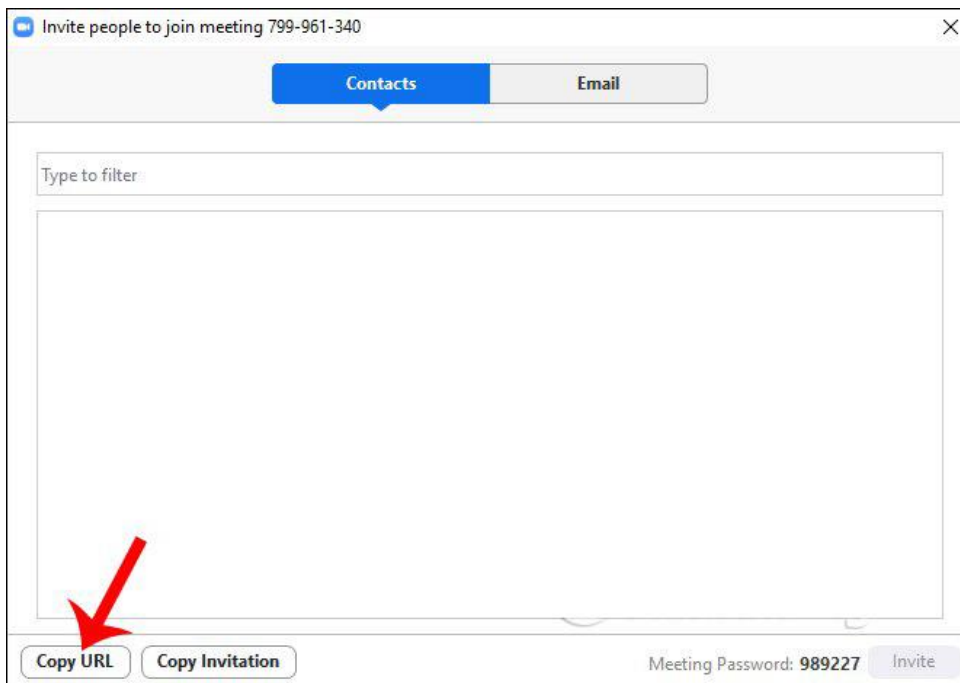 Invite people to join meeting 799-961-340
Contacts Email
Type to filter
Copy URL Copy Invitation Meeting Password: 989227 Invite